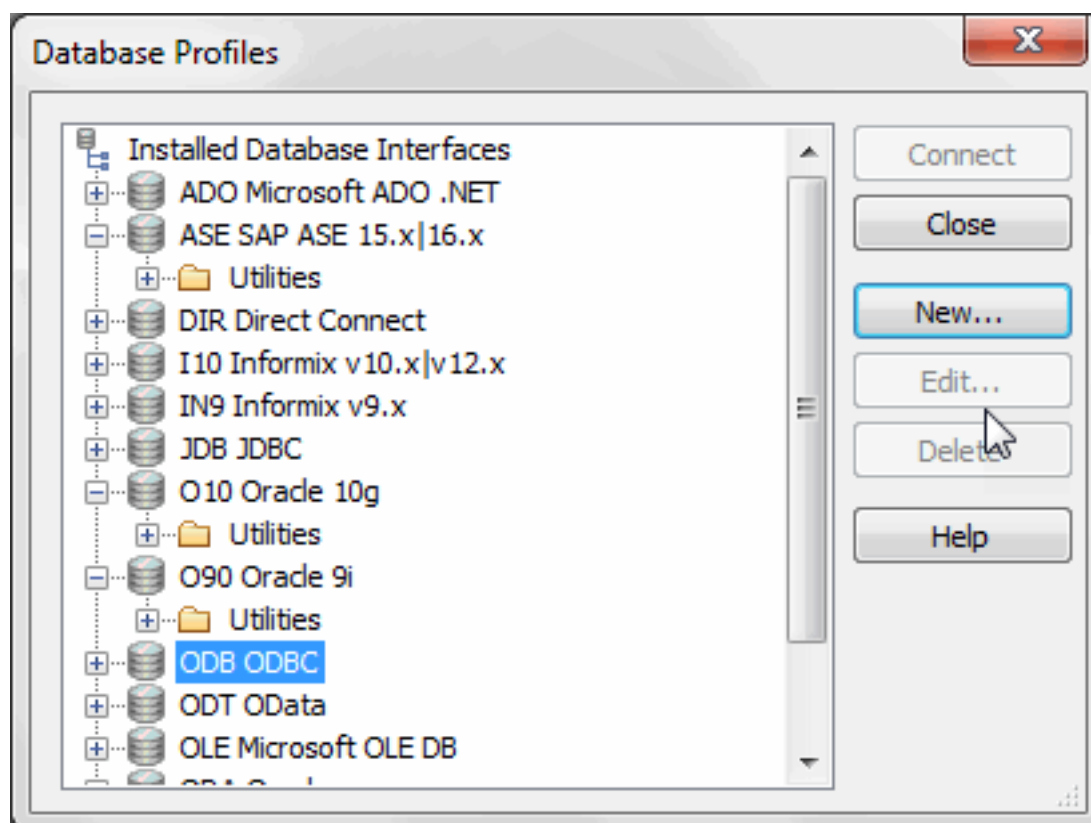 Database Profiles
Installed Database Interfaces
ADO Microsoft ADO .NET
ASE SAP ASE 15.x|16.x
Utilities
DIR Direct Connect
I10 Informix v10.x|v12.x
IN9 Informix v9.x
JDB JDBC
O10 Oracle 10g
Utilities
O90 Oracle 9i
Utilities
ODB ODBC
ODT OData
OLE Microsoft OLE DB
Connect
Close
New...
Edit...
Delete
Help